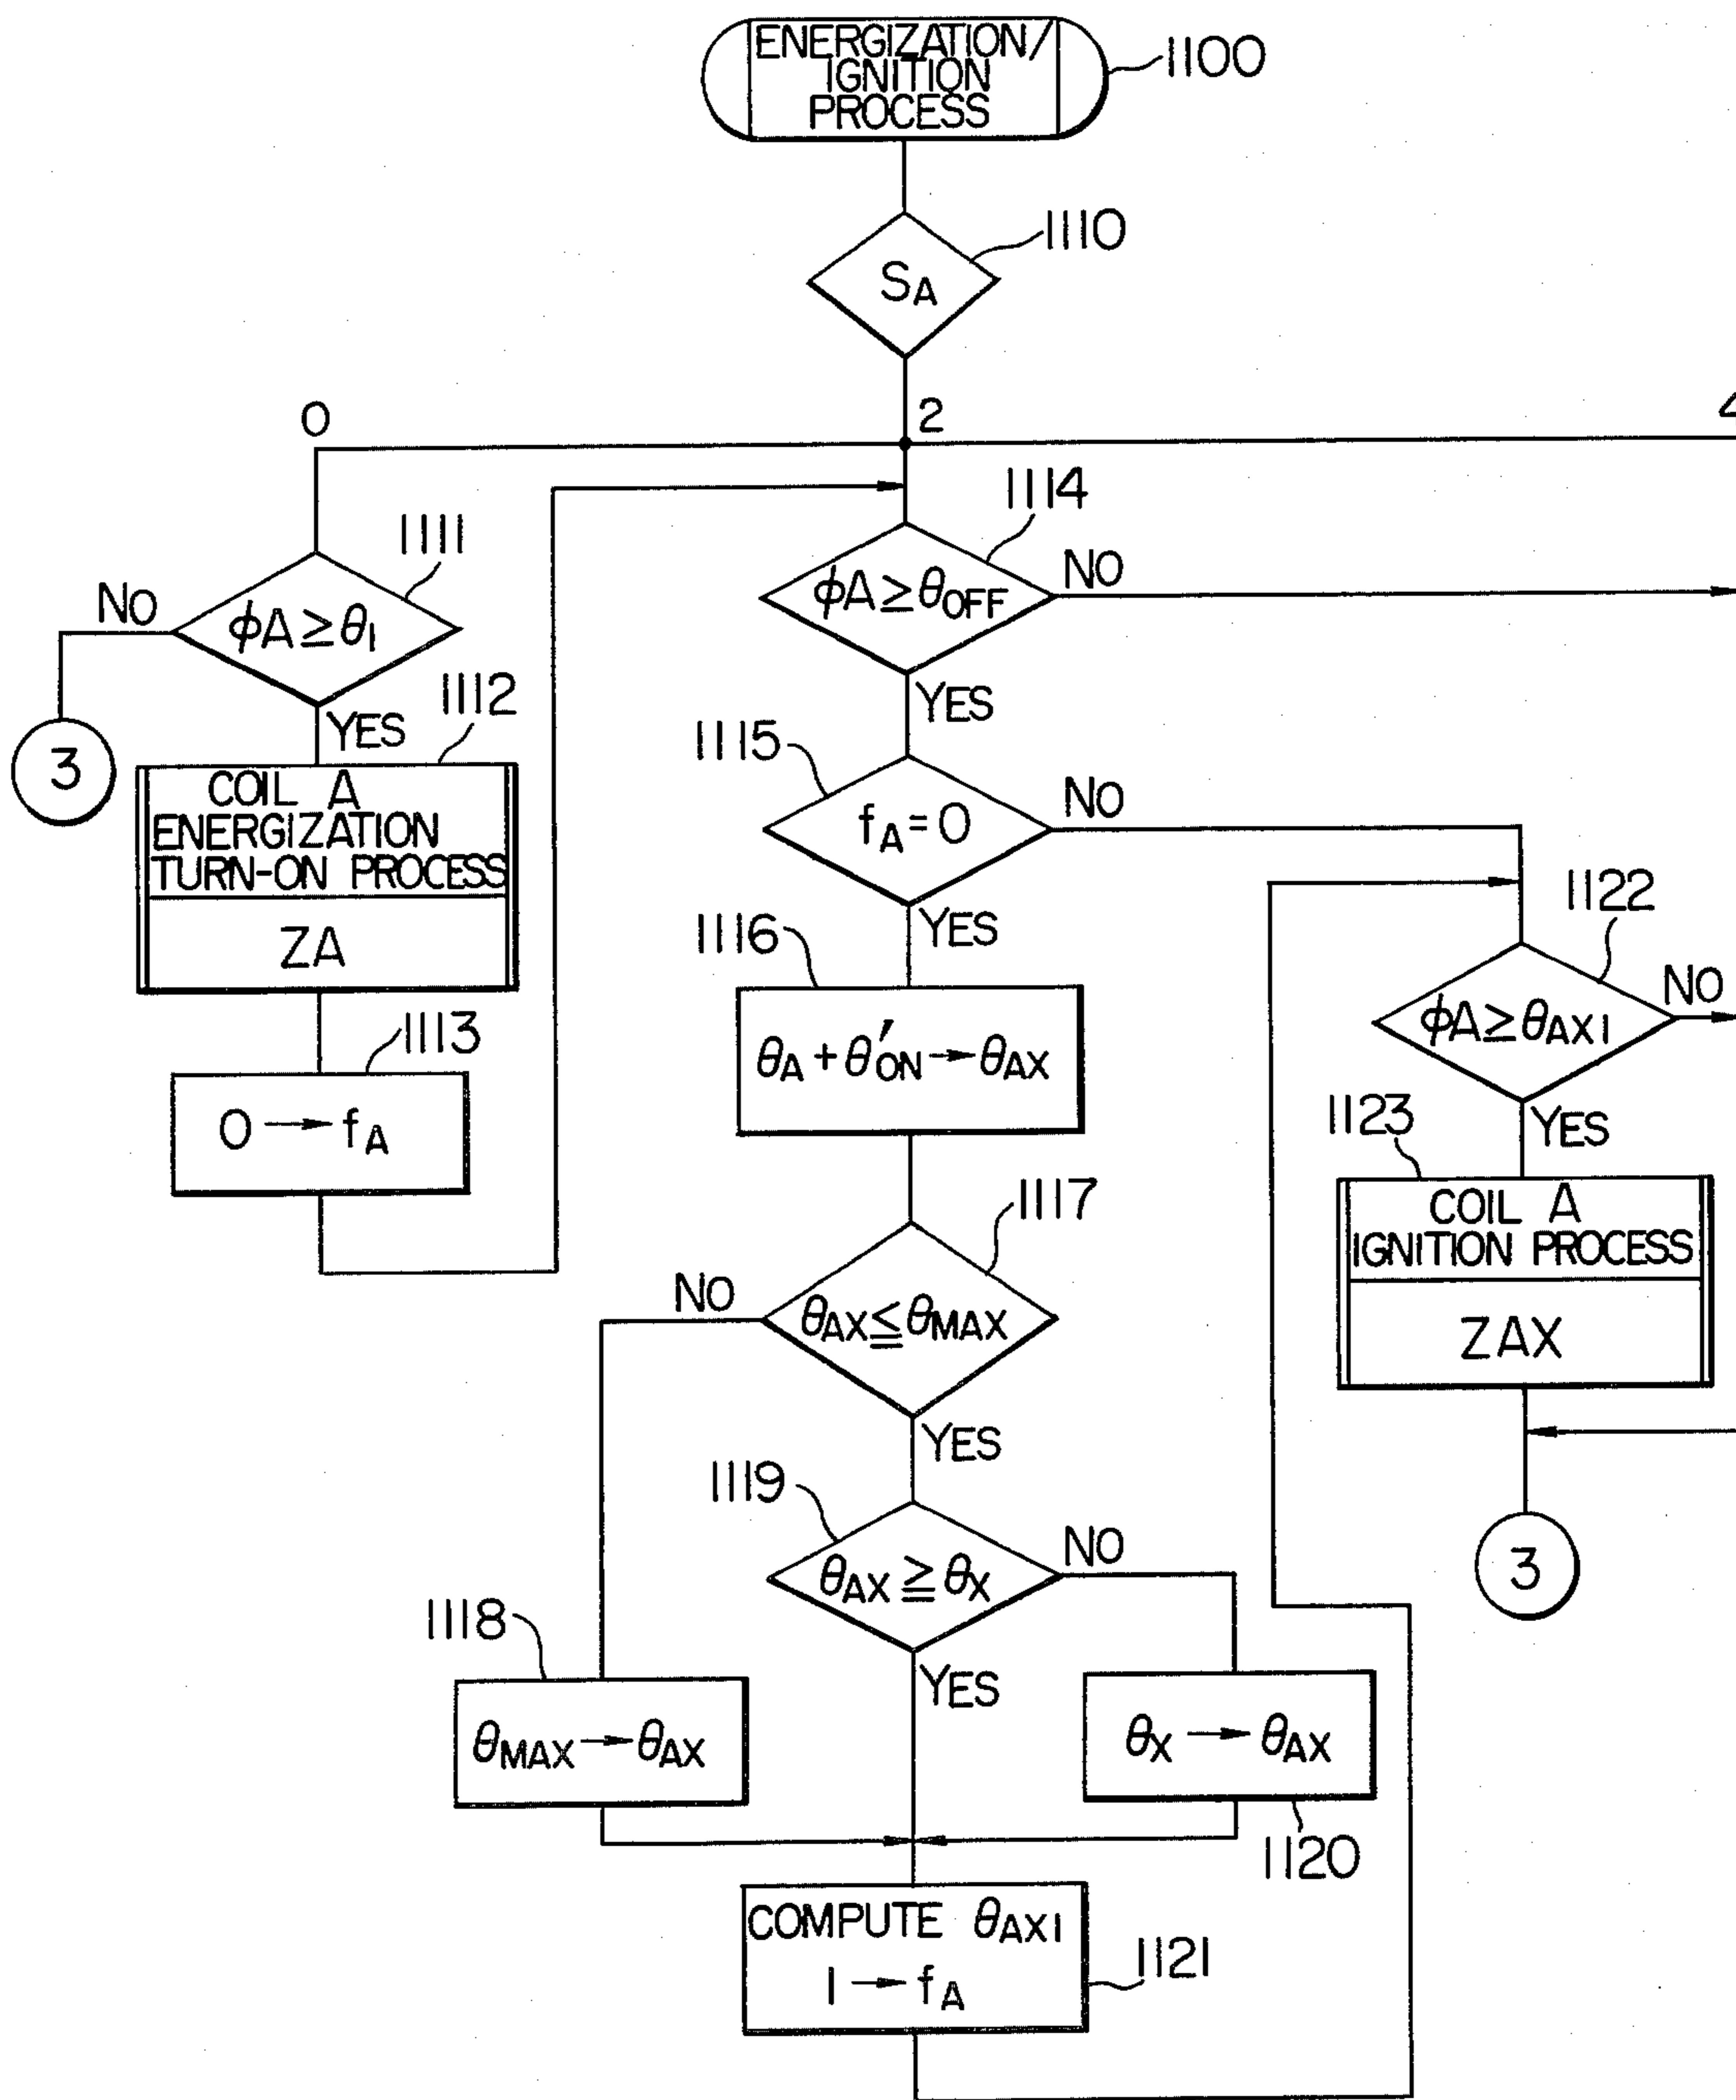 ENERGIZATION/
IGNITION
PROCESS
1100
1110
SA
0
2
4
1114
1111
NO
φA≥θ1
φA≥θOFF
NO
YES
1112
3
COIL A
ENERGIZATION
TURN-ON PROCESS
ZA
1113
0→fA
YES
1115
fA=0
NO
YES
1116
θA+θ'ON→θAX
1122
φA≥θAX1
NO
YES
1123
COIL A
IGNITION PROCESS
ZAX
3
1117
NO
θAX≦θMAX
YES
1119
θAX≧θX
NO
YES
1118
θMAX→θAX
θX→θAX
1120
COMPUTE θAX1
1→fA
1121